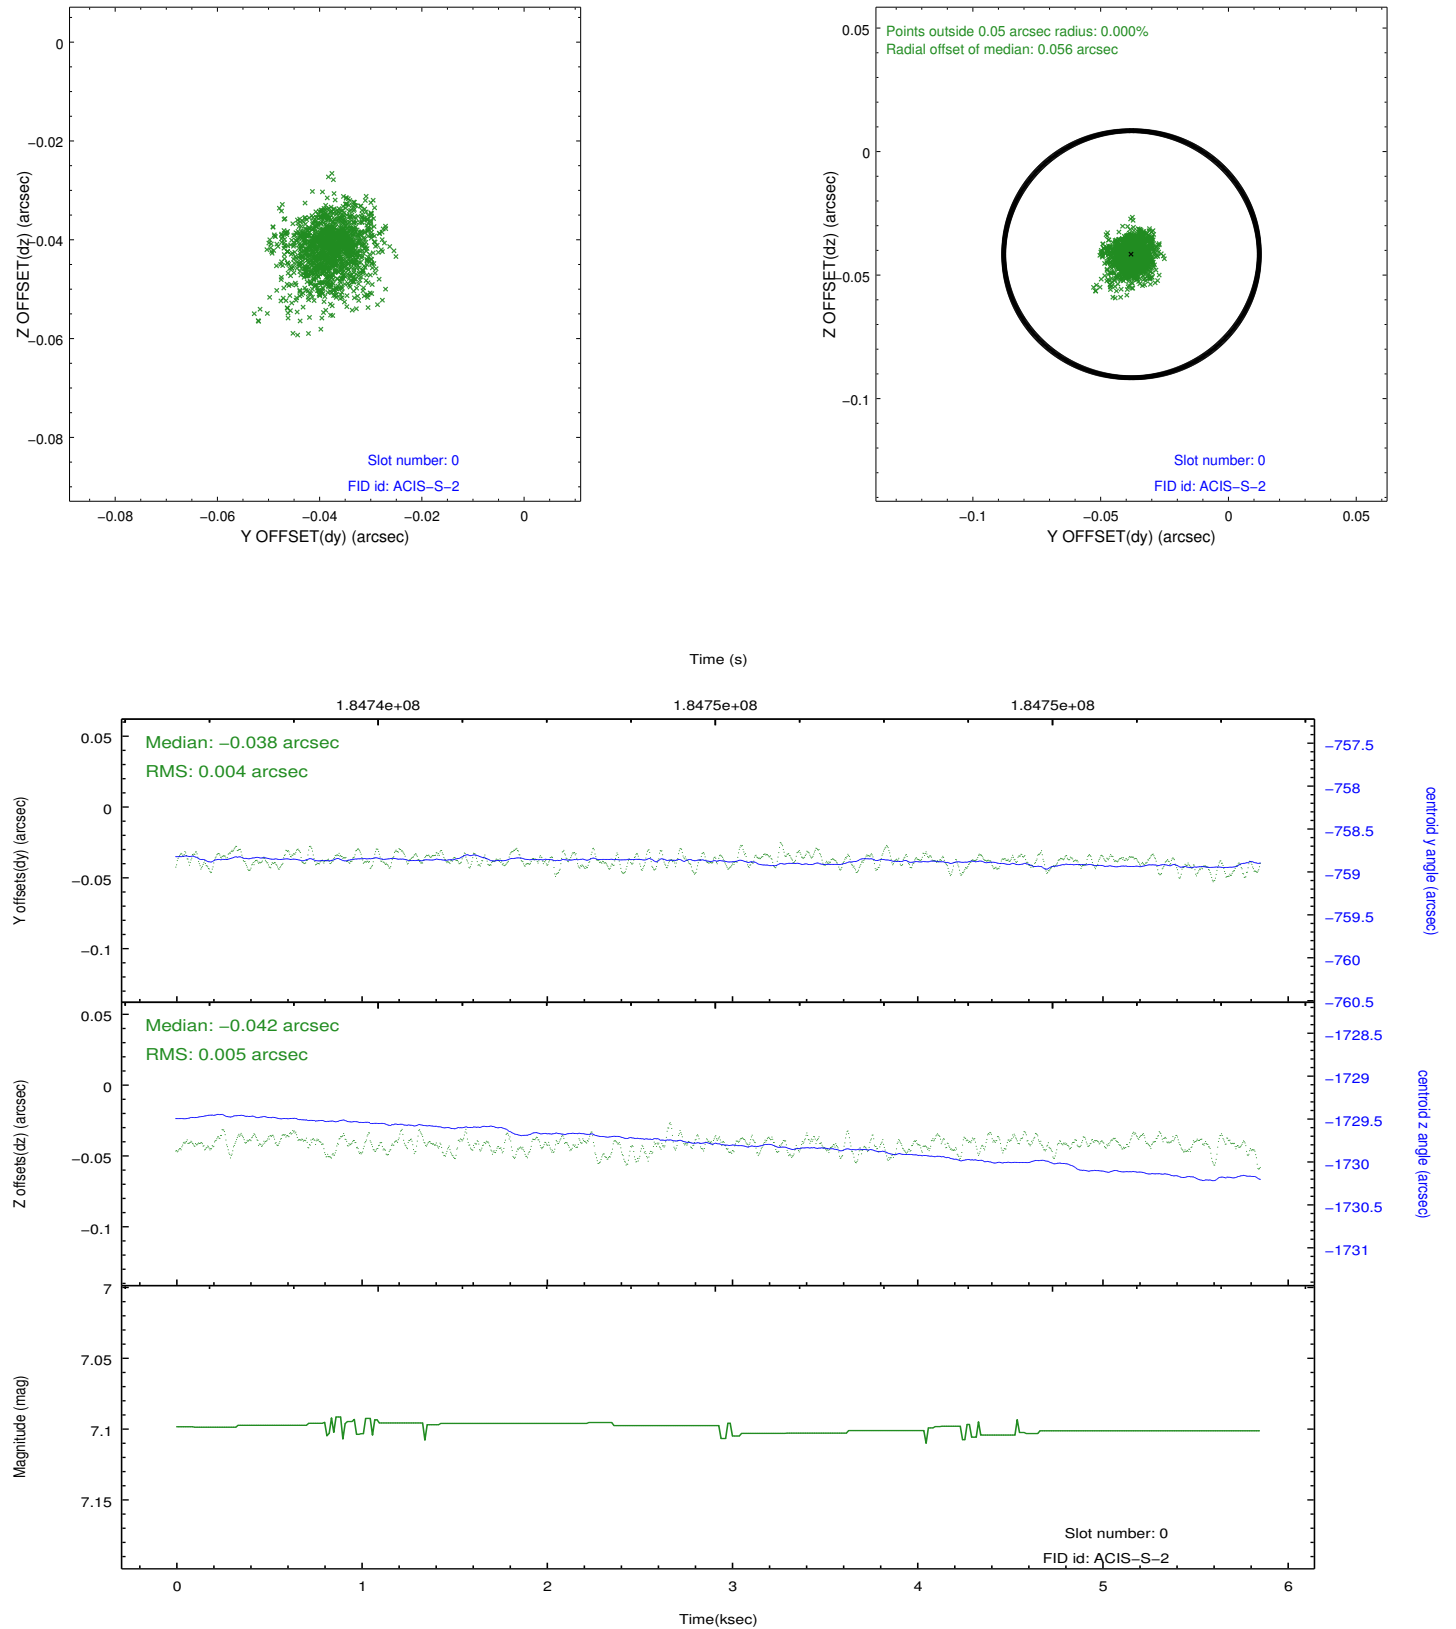 0
−0.02
−0.04
−0.06
−0.08
Z OFFSET(dz) (arcsec)
Slot number: 0
FID id: ACIS−S−2
−0.08
−0.06
−0.04
−0.02
0
Y OFFSET(dy) (arcsec)
Points outside 0.05 arcsec radius: 0.000%
Radial offset of median: 0.056 arcsec
0.05
0
−0.05
−0.1
Z OFFSET(dz) (arcsec)
Slot number: 0
FID id: ACIS−S−2
−0.1
−0.05
0
0.05
Y OFFSET(dy) (arcsec)
Time (s)
1.8474e+08
1.8475e+08
1.8475e+08
Median: −0.038 arcsec
RMS: 0.004 arcsec
0.05
0
−0.05
−0.1
Y offsets(dy) (arcsec)
−757.5
−758
−758.5
−759
−759.5
−760
−760.5
centroid y angle (arcsec)
Median: −0.042 arcsec
RMS: 0.005 arcsec
0.05
0
−0.05
−0.1
Z offsets(dz) (arcsec)
−1728.5
−1729
−1729.5
−1730
−1730.5
−1731
centroid z angle (arcsec)
7
7.05
7.1
7.15
Magnitude (mag)
Slot number: 0
FID id: ACIS−S−2
0
1
2
3
4
5
6
Time(ksec)